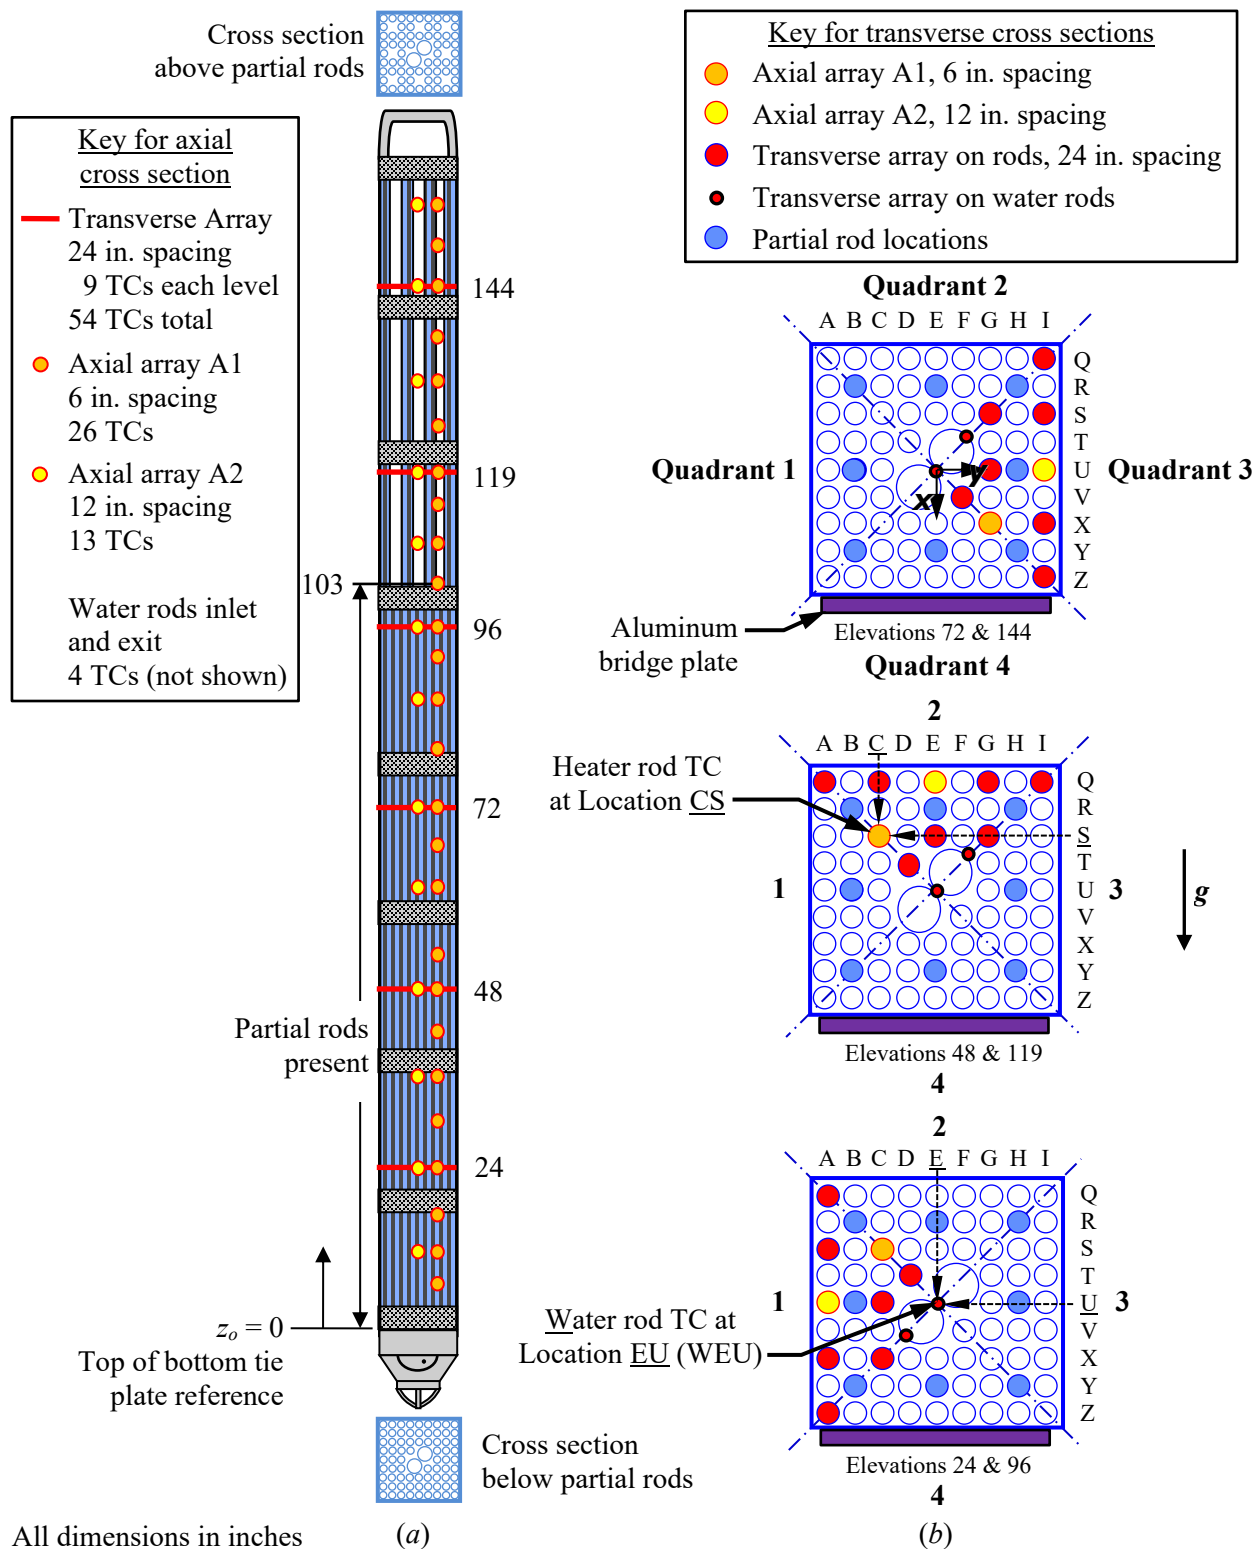 Cross section
above partial rods
Key for axial
cross section
Transverse Array
24 in. spacing
9 TCs each level
54 TCs total
Axial array A1
6 in. spacing
26 TCs
Axial array A2
12 in. spacing
13 TCs
Water rods inlet
and exit
4 TCs (not shown)
144
119
103
96
72
48
Partial rods
present
24
z₀ = 0
Top of bottom tie
plate reference
Cross section
below partial rods
All dimensions in inches
(a)
Key for transverse cross sections
Axial array A1, 6 in. spacing
Axial array A2, 12 in. spacing
Transverse array on rods, 24 in. spacing
Transverse array on water rods
Partial rod locations
Quadrant 2
A B C D E F G H I
Q
R
S
T
U
V
X
Y
Z
Quadrant 1
y
x
Quadrant 3
Aluminum
bridge plate
Elevations 72 & 144
Quadrant 4
2
A B C D E F G H I
Heater rod TC
at Location CS
Q
R
S
T
U
V
X
Y
Z
1
3
g
Elevations 48 & 119
4
2
A B C D E F G H I
Q
R
S
T
U
V
X
Y
Z
1
3
Water rod TC at
Location EU (WEU)
Elevations 24 & 96
4
(b)